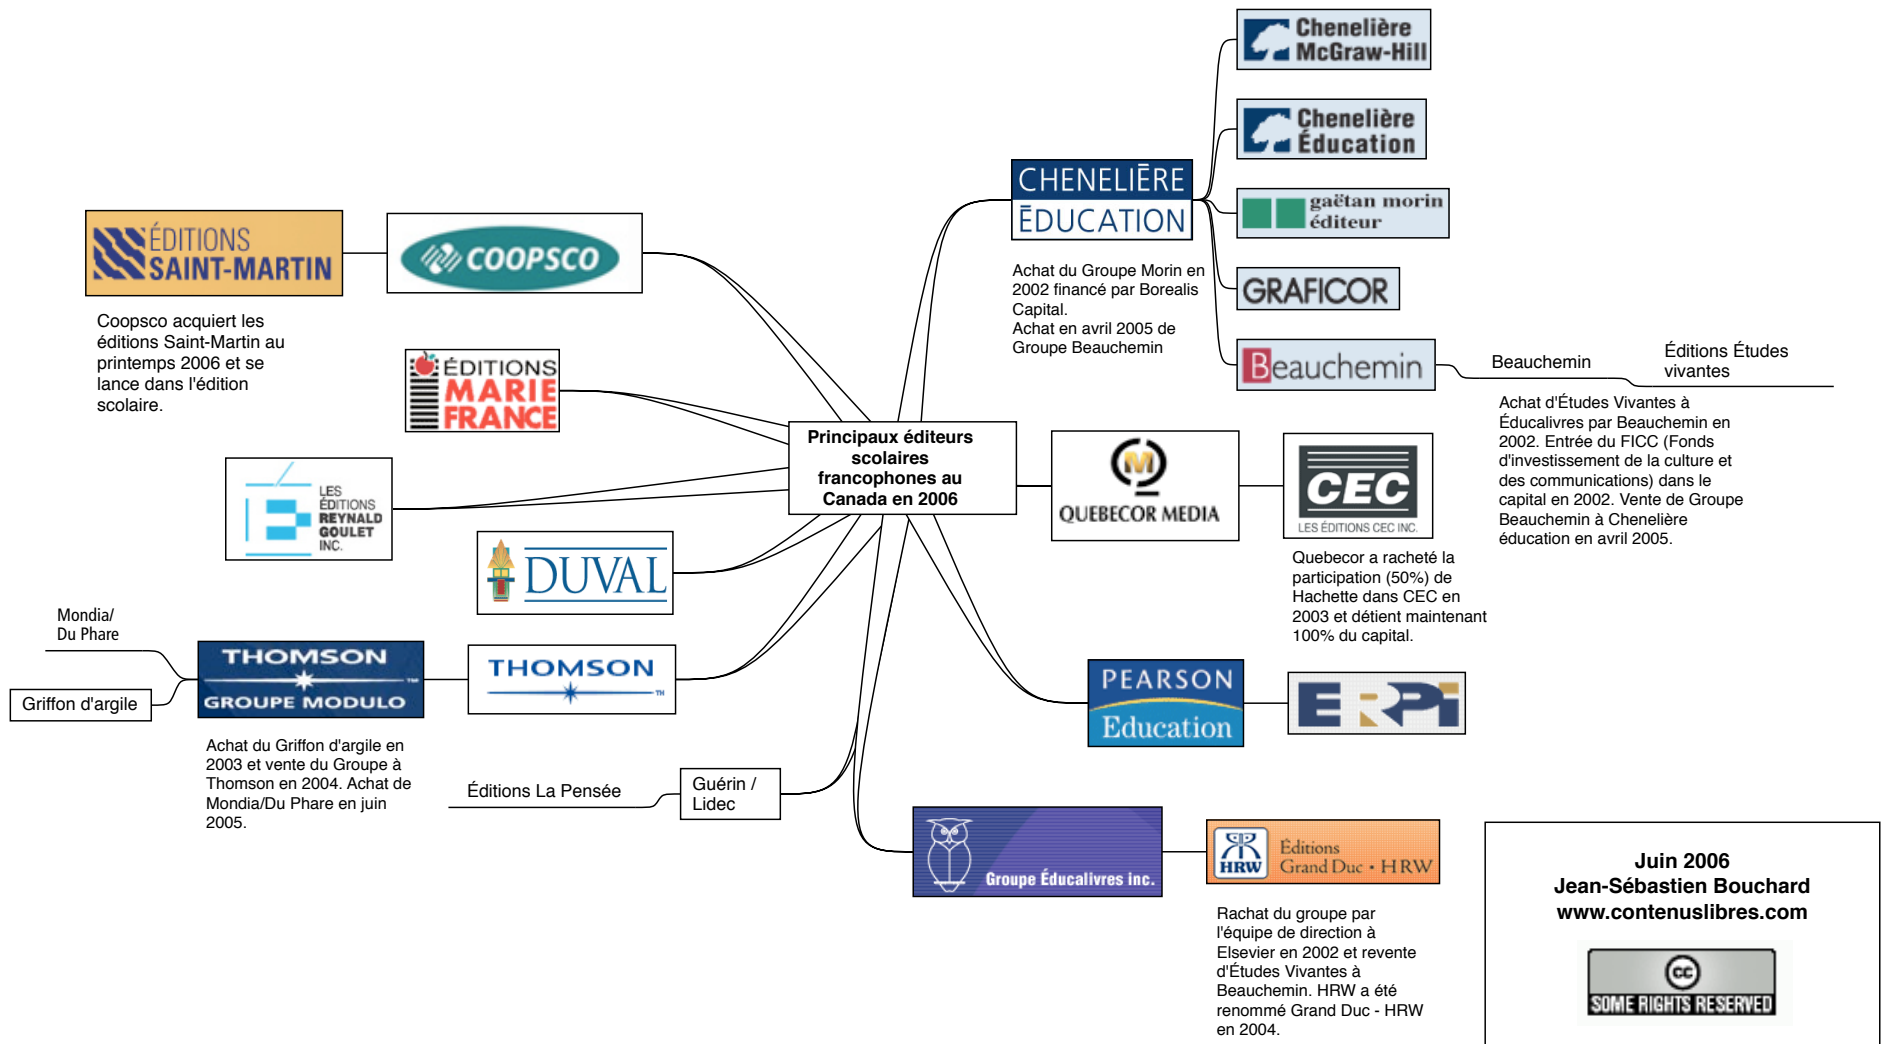 Chenelière
McGraw-Hill
Chenelière
Éducation
CHENELIÈRE
ÉDUCATION
gaëtan morin
éditeur
GRAFICOR
Beauchemin
Achat du Groupe Morin en
2002 financé par Borealis
Capital.
Achat en avril 2005 de
Groupe Beauchemin
Beauchemin
Éditions Études
vivantes
Achat d'Études Vivantes à
Éducalivres par Beauchemin en
2002. Entrée du FICC (Fonds
d'investissement de la culture et
des communications) dans le
capital en 2002. Vente de Groupe
Beauchemin à Chenelière
éducation en avril 2005.
ÉDITIONS
SAINT-MARTIN
COOPSCO
Coopsco acquiert les
éditions Saint-Martin au
printemps 2006 et se
lance dans l'édition
scolaire.
ÉDITIONS
MARIE
FRANCE
Principaux éditeurs
scolaires
francophones au
Canada en 2006
M
QUEBECOR MEDIA
CEC
LES ÉDITIONS CEC INC.
Quebecor a racheté la
participation (50%) de
Hachette dans CEC en
2003 et détient maintenant
100% du capital.
LES
ÉDITIONS
REYNALD
GOULET
INC.
DUVAL
Mondia/
Du Phare
Griffon d'argile
THOMSON
™
GROUPE MODULO
THOMSON
™
Achat du Griffon d'argile en
2003 et vente du Groupe à
Thomson en 2004. Achat de
Mondia/Du Phare en juin
2005.
PEARSON
Education
ERPi
Éditions La Pensée
Guérin /
Lidec
Groupe Éducalivres inc.
HRW
Éditions
Grand Duc • HRW
Rachat du groupe par
l'équipe de direction à
Elsevier en 2002 et revente
d'Études Vivantes à
Beauchemin. HRW a été
renommé Grand Duc - HRW
en 2004.
Juin 2006
Jean-Sébastien Bouchard
www.contenuslibres.com
cc
SOME RIGHTS RESERVED